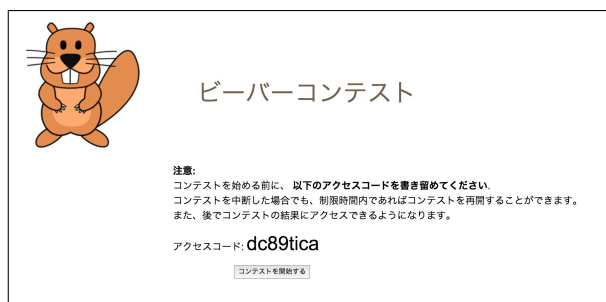 ビーバーコンテスト
注意:
コンテストを始める前に、 以下のアクセスコードを書き留めてください.
コンテストを中断した場合でも、制限時間内であればコンテストを再開することができます。
また、後でコンテストの結果にアクセスできるようになります。
アクセスコード: dc89tica
コンテストを開始する